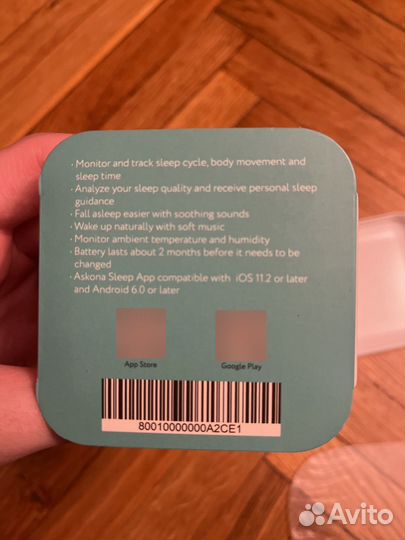 · Monitor and track sleep cycle, body movement and
sleep time
· Analyze your sleep quality and receive personal sleep
guidance
· Fall asleep easier with soothing sounds
· Wake up naturally with soft music
· Monitor ambient temperature and humidity
· Battery lasts about 2 months before it needs to be
changed
· Askona Sleep App compatible with iOS 11.2 or later
and Android 6.0 or later
App Store
Google Play
80010000000A2CE1
Avito